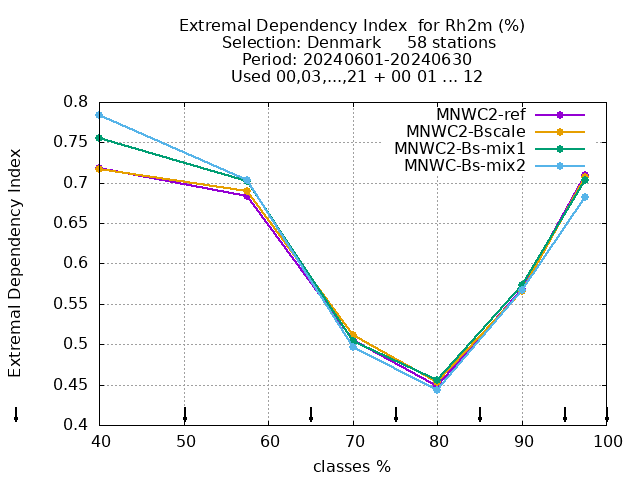 Extremal Dependency Index  for Rh2m (%)
Selection: Denmark     58 stations
Period: 20240601-20240630
Used 00,03,...,21 + 00 01 ... 12
MNWC2-ref
MNWC2-Bscale
MNWC2-Bs-mix1
MNWC-Bs-mix2
Extremal Dependency Index
0.8
0.75
0.7
0.65
0.6
0.55
0.5
0.45
0.4
40 50 60 70 80 90 100
classes %